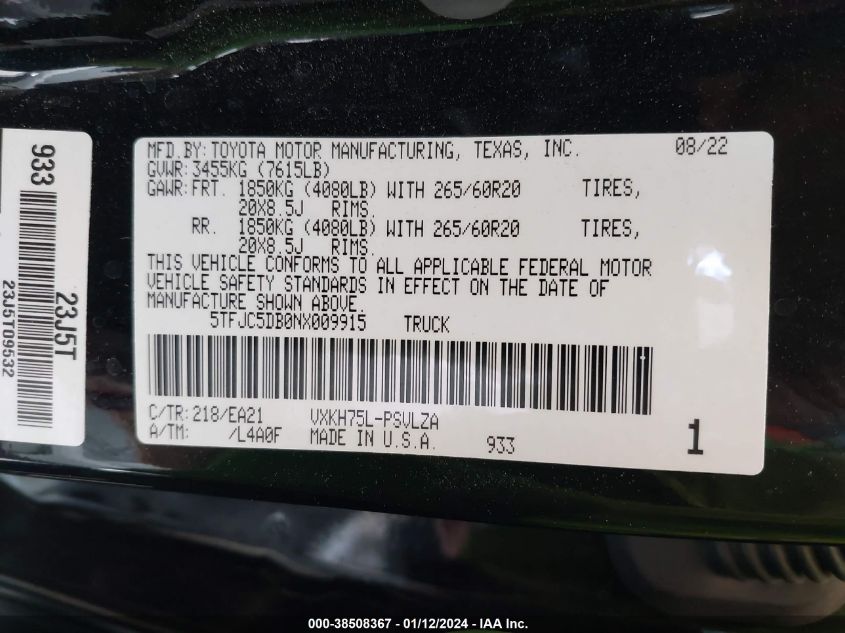 933
23J5T
23J5T09532
MFD.BY: TOYOTA MOTOR MANUFACTURING, TEXAS, INC. 08/22
GVWR: 3455KG (7615LB)
GAWR: FRT. 1850KG (4080LB) WITH 265/60R20 TIRES,
20X8.5J RIMS.
RR. 1850KG (4080LB) WITH 265/60R20 TIRES,
20X8.5J RIMS.
THIS VEHICLE CONFORMS TO ALL APPLICABLE FEDERAL MOTOR
VEHICLE SAFETY STANDARDS IN EFFECT ON THE DATE OF
MANUFACTURE SHOWN ABOVE.
5TFJC5DB0NX009915 TRUCK
C/TR: 218/EA21 VXKH75L-PSVLZA
A/TM: /L4A0F MADE IN U.S.A. 933 1
000-38508367 - 01/12/2024 - IAA Inc.